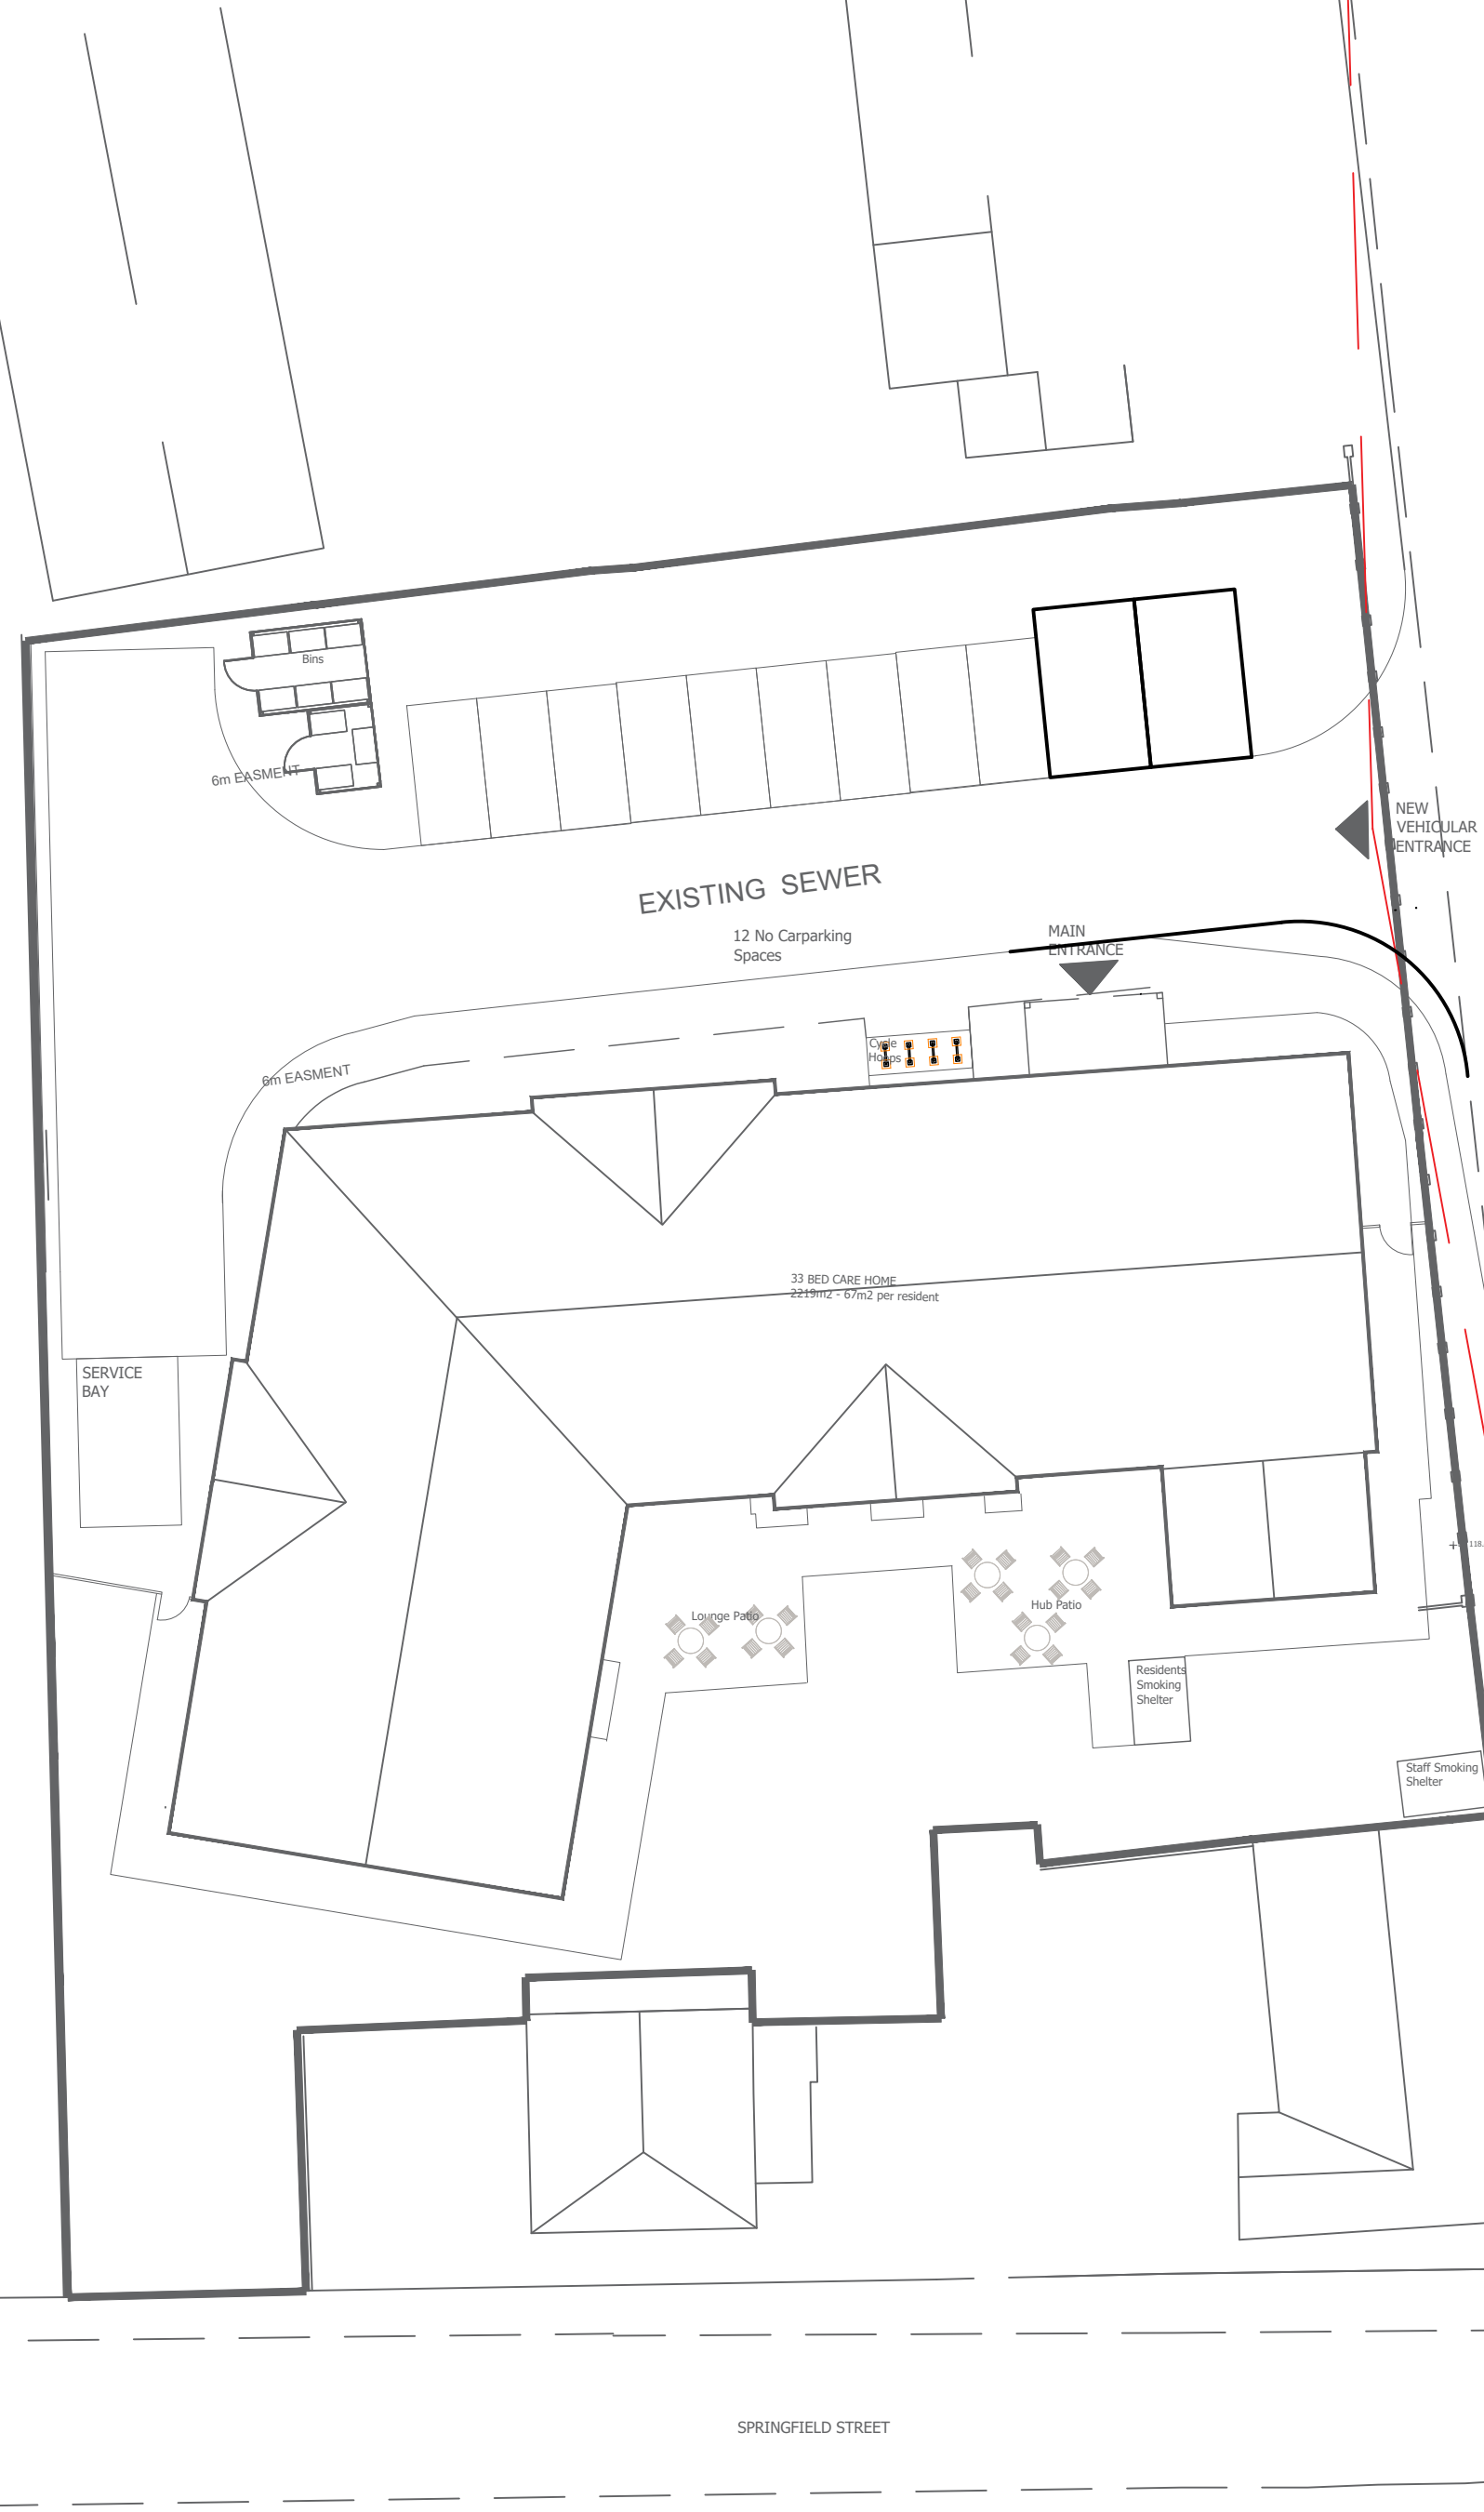 Bins
6m EASMENT
NEW
VEHICULAR
ENTRANCE
EXISTING SEWER
12 No Carparking
Spaces
MAIN
ENTRANCE
Cycle
Hoops
6m EASMENT
33 BED CARE HOME
2219m2 - 67m2 per resident
SERVICE
BAY
118.
Lounge Patio
Hub Patio
Residents
Smoking
Shelter
Staff Smoking
Shelter
SPRINGFIELD STREET